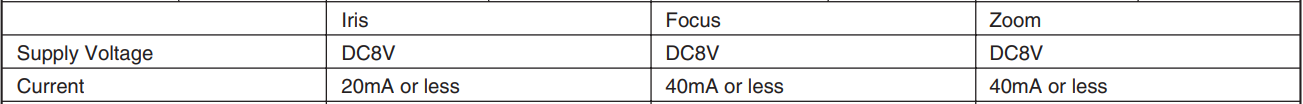 Iris Focus Zoom
Supply Voltage DC8V DC8V DC8V
Current 20mA or less 40mA or less 40mA or less